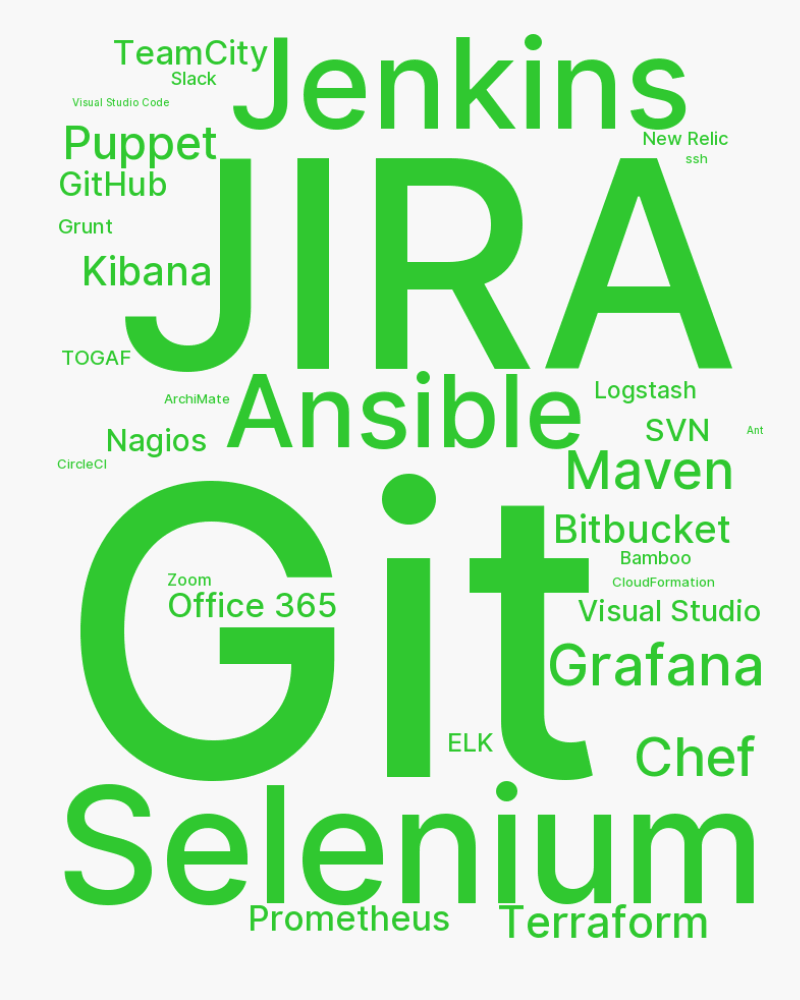 TeamCity
Jenkins
Slack
Visual Studio Code
Puppet
New Relic
ssh
GitHub
JIRA
Grunt
Kibana
TOGAF
ArchiMate
Ansible
Logstash
Nagios
SVN
Ant
CircleCI
Maven
Git
Bitbucket
Bamboo
Zoom
CloudFormation
Office 365
Visual Studio
Grafana
ELK
Chef
Selenium
Prometheus
Terraform